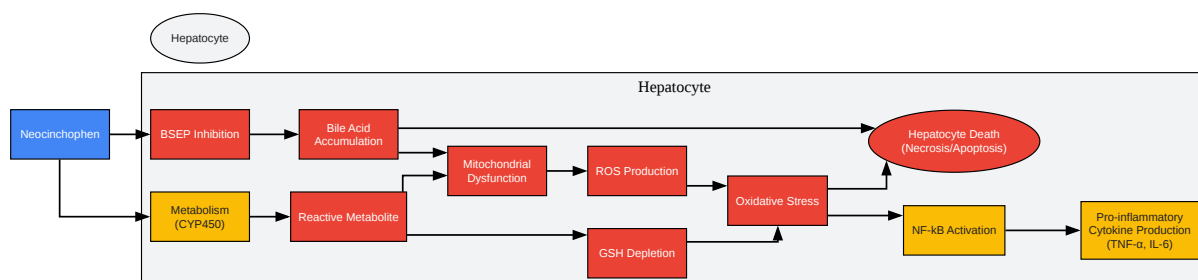 Hepatocyte
Hepatocyte
Neocinchophen
BSEP Inhibition
Bile Acid
Accumulation
Hepatocyte Death
(Necrosis/Apoptosis)
Mitochondrial
Dysfunction
ROS Production
Metabolism
(CYP450)
Reactive Metabolite
Oxidative Stress
GSH Depletion
NF-kB Activation
Pro-inflammatory
Cytokine Production
(TNF-α, IL-6)